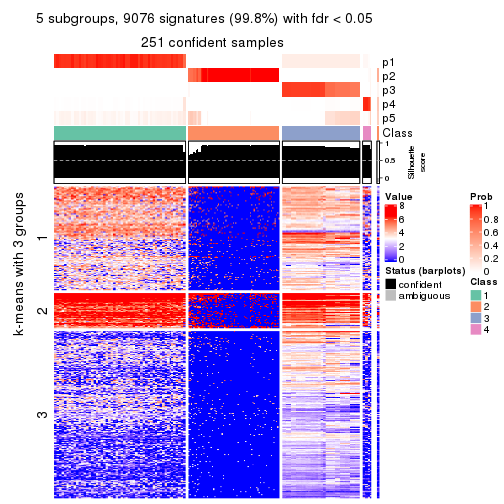 5 subgroups, 9076 signatures (99.8%) with fdr < 0.05
251 confident samples
p1
p2
p3
p4
p5
Class
1
0.5
0
Silhouette
score
k-means with 3 groups
1
2
3
Value
8
6
4
2
0
Status (barplots)
confident
ambiguous
Prob
1
0.8
0.6
0.4
0.2
0
Class
1
2
3
4